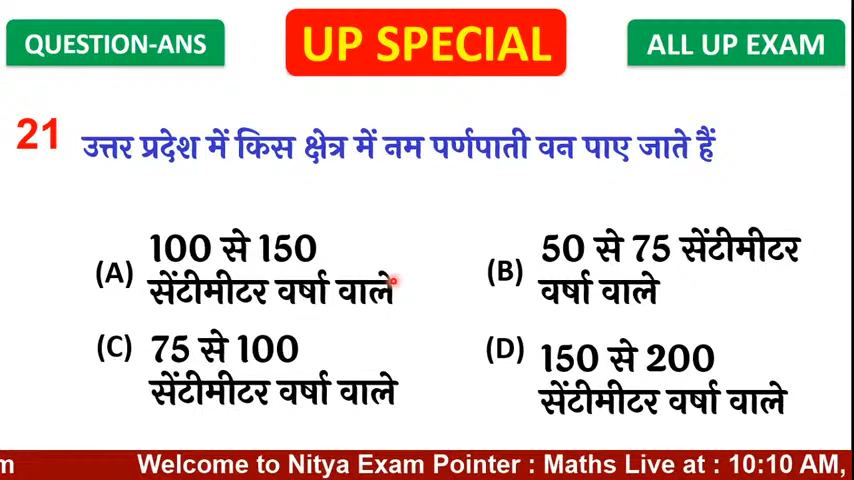 QUESTION-ANS
UP SPECIAL
ALL UP EXAM
21 उत्तर प्रदेश में किस क्षेत्र में नम पर्णपाती वन पाए जाते हैं
(A) 100 से 150
सेंटीमीटर वर्षा वाले
(B) 50 से 75 सेंटीमीटर
वर्षा वाले
(C) 75 से 100
सेंटीमीटर वर्षा वाले
(D) 150 से 200
सेंटीमीटर वर्षा वाले
m Welcome to Nitya Exam Pointer : Maths Live at : 10:10 AM,